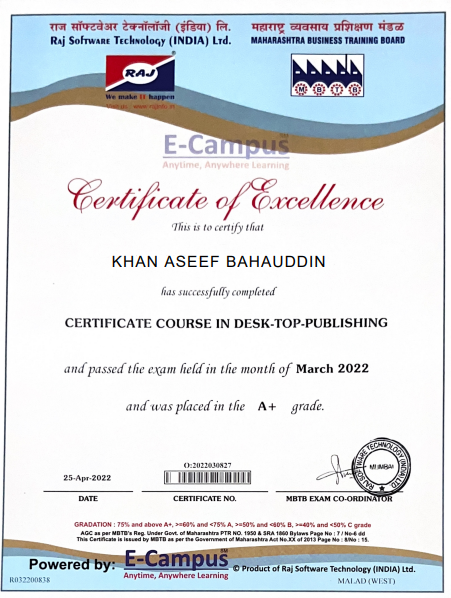 राज सॉफ्टवेअर टेक्नॉलॉजी (इंडिया) लि.
Raj Software Technology (INDIA) Ltd.
महाराष्ट्र व्यवसाय प्रशिक्षण मंडळ
MAHARASHTRA BUSINESS TRAINING BOARD
RAJ
We make IT happen
M B T B
E-Campus
Anytime, Anywhere Learning
Certificate of Excellence
This is to certify that
KHAN ASEEF BAHAUDDIN
has successfully completed
CERTIFICATE COURSE IN DESK-TOP-PUBLISHING
and passed the exam held in the month of March 2022
and was placed in the A+ grade.
25-Apr-2022
DATE
O:2022030827
CERTIFICATE NO.
RAJ SOFTWARE TECHNOLOGY (INDIA) LTD
MUMBAI
MBTB EXAM CO-ORDINATOR
GRADATION : 75% and above A+, >=60% and <75% A, >=50% and <60% B, >=40% and <50% C grade
AGC as per MBTB's Reg. Under Govt. of Maharashtra PTR NO. 1950 & SRA 1860 Bylaws Page No : 7 / No-6 dd
This Certificate is issued by MBTB as per the Government of Maharashtra Act No.XX of 2013 Page No : 8/No : 15.
Powered by: E-Campus
Anytime, Anywhere Learning
© Product of Raj Software Technology (INDIA) Ltd.
R032200838
MALAD (WEST)